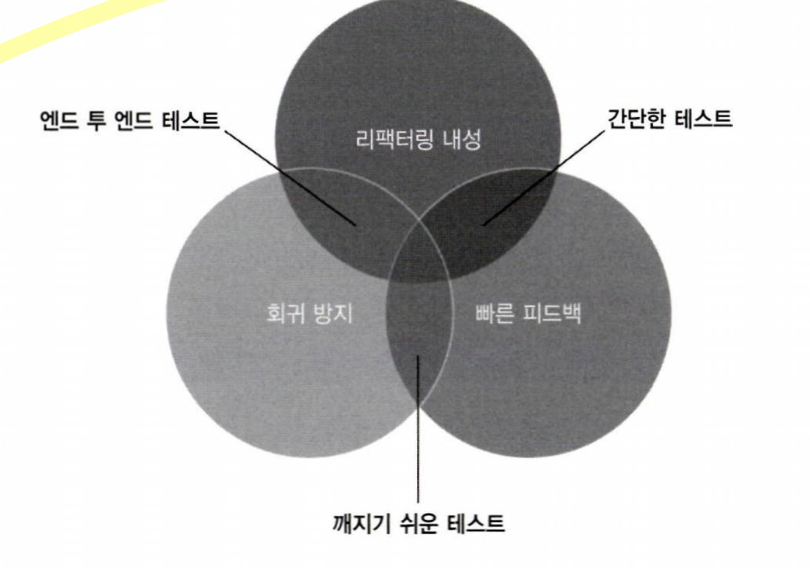 엔드 투 엔드 테스트
간단한 테스트
리팩터링 내성
회귀 방지
빠른 피드백
깨지기 쉬운 테스트